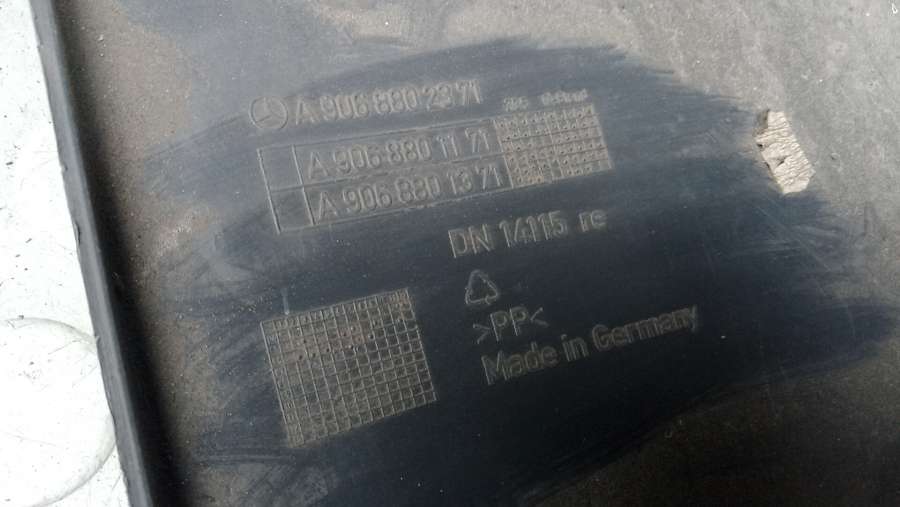 A 906 880 23 71
A 906 880 11 71
A 906 880 13 71
DN 14115 re
>PP<
Made in Germany